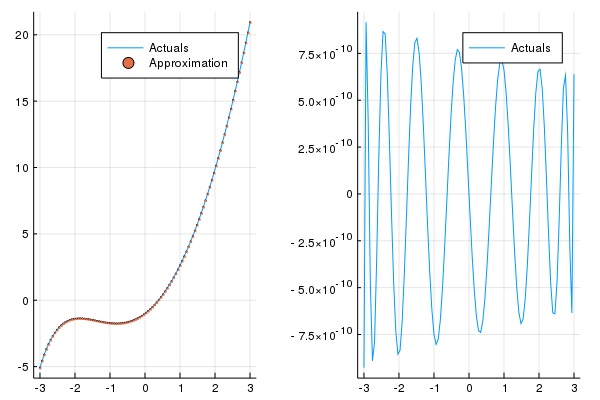 Actuals
Approximation
20
15
10
5
0
-5
-3 -2 -1 0 1 2 3
Actuals
7.5×10⁻¹⁰
5.0×10⁻¹⁰
2.5×10⁻¹⁰
0
-2.5×10⁻¹⁰
-5.0×10⁻¹⁰
-7.5×10⁻¹⁰
-3 -2 -1 0 1 2 3